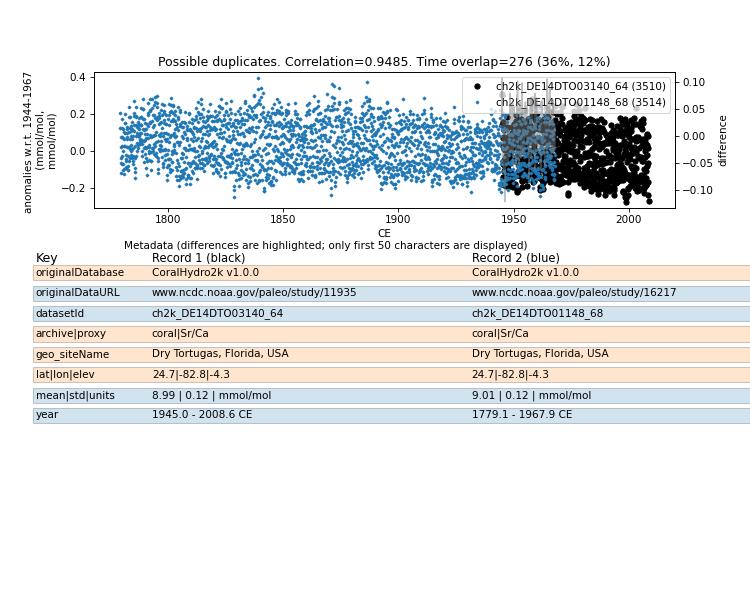 Possible duplicates. Correlation=0.9485. Time overlap=276 (36%, 12%)
anomalies w.r.t. 1944-1967
(mmol/mol,
mmol/mol)
0.4
0.2
0.0
−0.2
ch2k_DE14DTO03140_64 (3510)
ch2k_DE14DTO01148_68 (3514)
0.10
0.05
0.00
−0.05
−0.10
difference
1800 1850 1900 1950 2000
CE
Metadata (differences are highlighted; only first 50 characters are displayed)
Key Record 1 (black) Record 2 (blue)
originalDatabase CoralHydro2k v1.0.0 CoralHydro2k v1.0.0
originalDataURL www.ncdc.noaa.gov/paleo/study/11935 www.ncdc.noaa.gov/paleo/study/16217
datasetId ch2k_DE14DTO03140_64 ch2k_DE14DTO01148_68
archive|proxy coral|Sr/Ca coral|Sr/Ca
geo_siteName Dry Tortugas, Florida, USA Dry Tortugas, Florida, USA
lat|lon|elev 24.7|-82.8|-4.3 24.7|-82.8|-4.3
mean|std|units 8.99 | 0.12 | mmol/mol 9.01 | 0.12 | mmol/mol
year 1945.0 - 2008.6 CE 1779.1 - 1967.9 CE